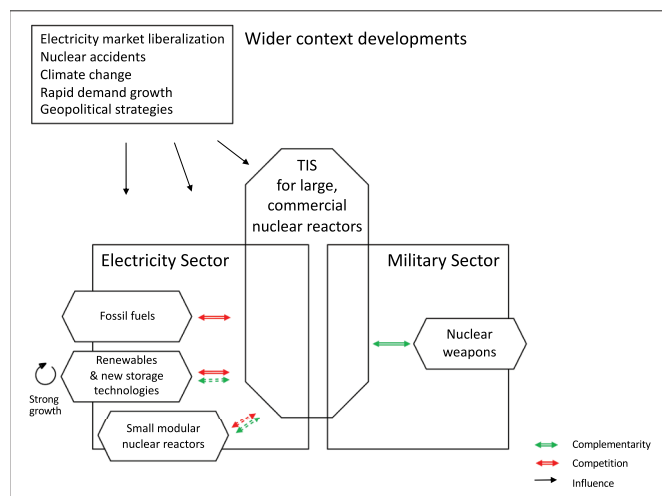 Electricity market liberalization
Nuclear accidents
Climate change
Rapid demand growth
Geopolitical strategies
Wider context developments
TIS
for large,
commercial
nuclear reactors
Electricity Sector
Military Sector
Fossil fuels
Renewables
& new storage
technologies
Strong
growth
Small modular
nuclear reactors
Nuclear
weapons
Complementarity
Competition
Influence